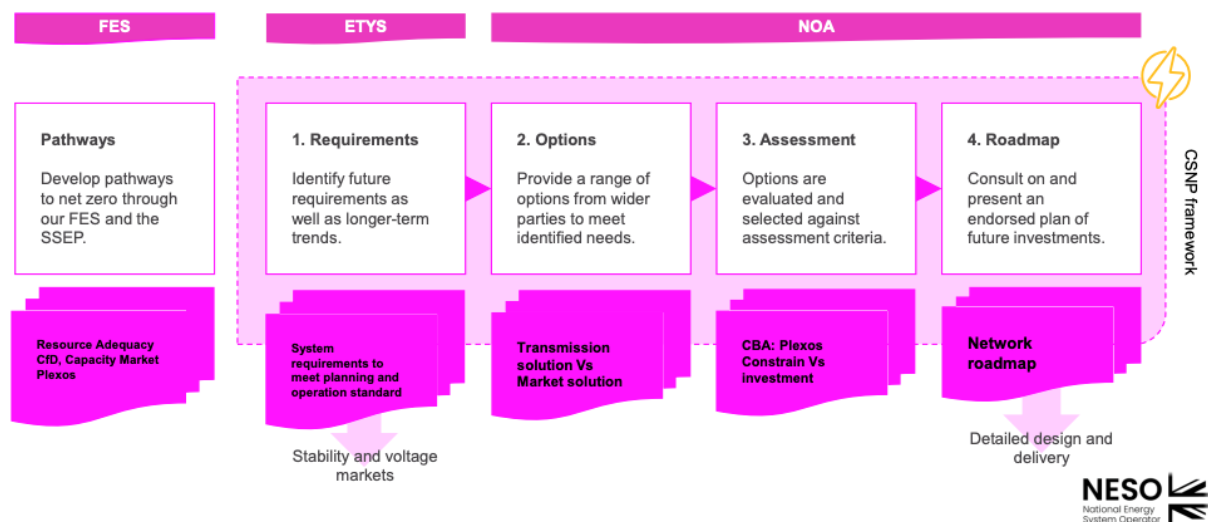 FES
ETYS
NOA
Pathways
Develop pathways
to net zero through
our FES and the
SSEP.
1. Requirements
Identify future
requirements as
well as longer-term
trends.
2. Options
Provide a range of
options from wider
parties to meet
identified needs.
3. Assessment
Options are
evaluated and
selected against
assessment criteria.
4. Roadmap
Consult on and
present an
endorsed plan of
future investments.
CSNP framework
Resource Adequacy
CfD, Capacity Market
Plexos
System
requirements to
meet planning and
operation standard
Transmission
solution Vs
Market solution
CBA: Plexos
Constrain Vs
investment
Network
roadmap
Stability and voltage
markets
Detailed design and
delivery
NESO
National Energy
System Operator